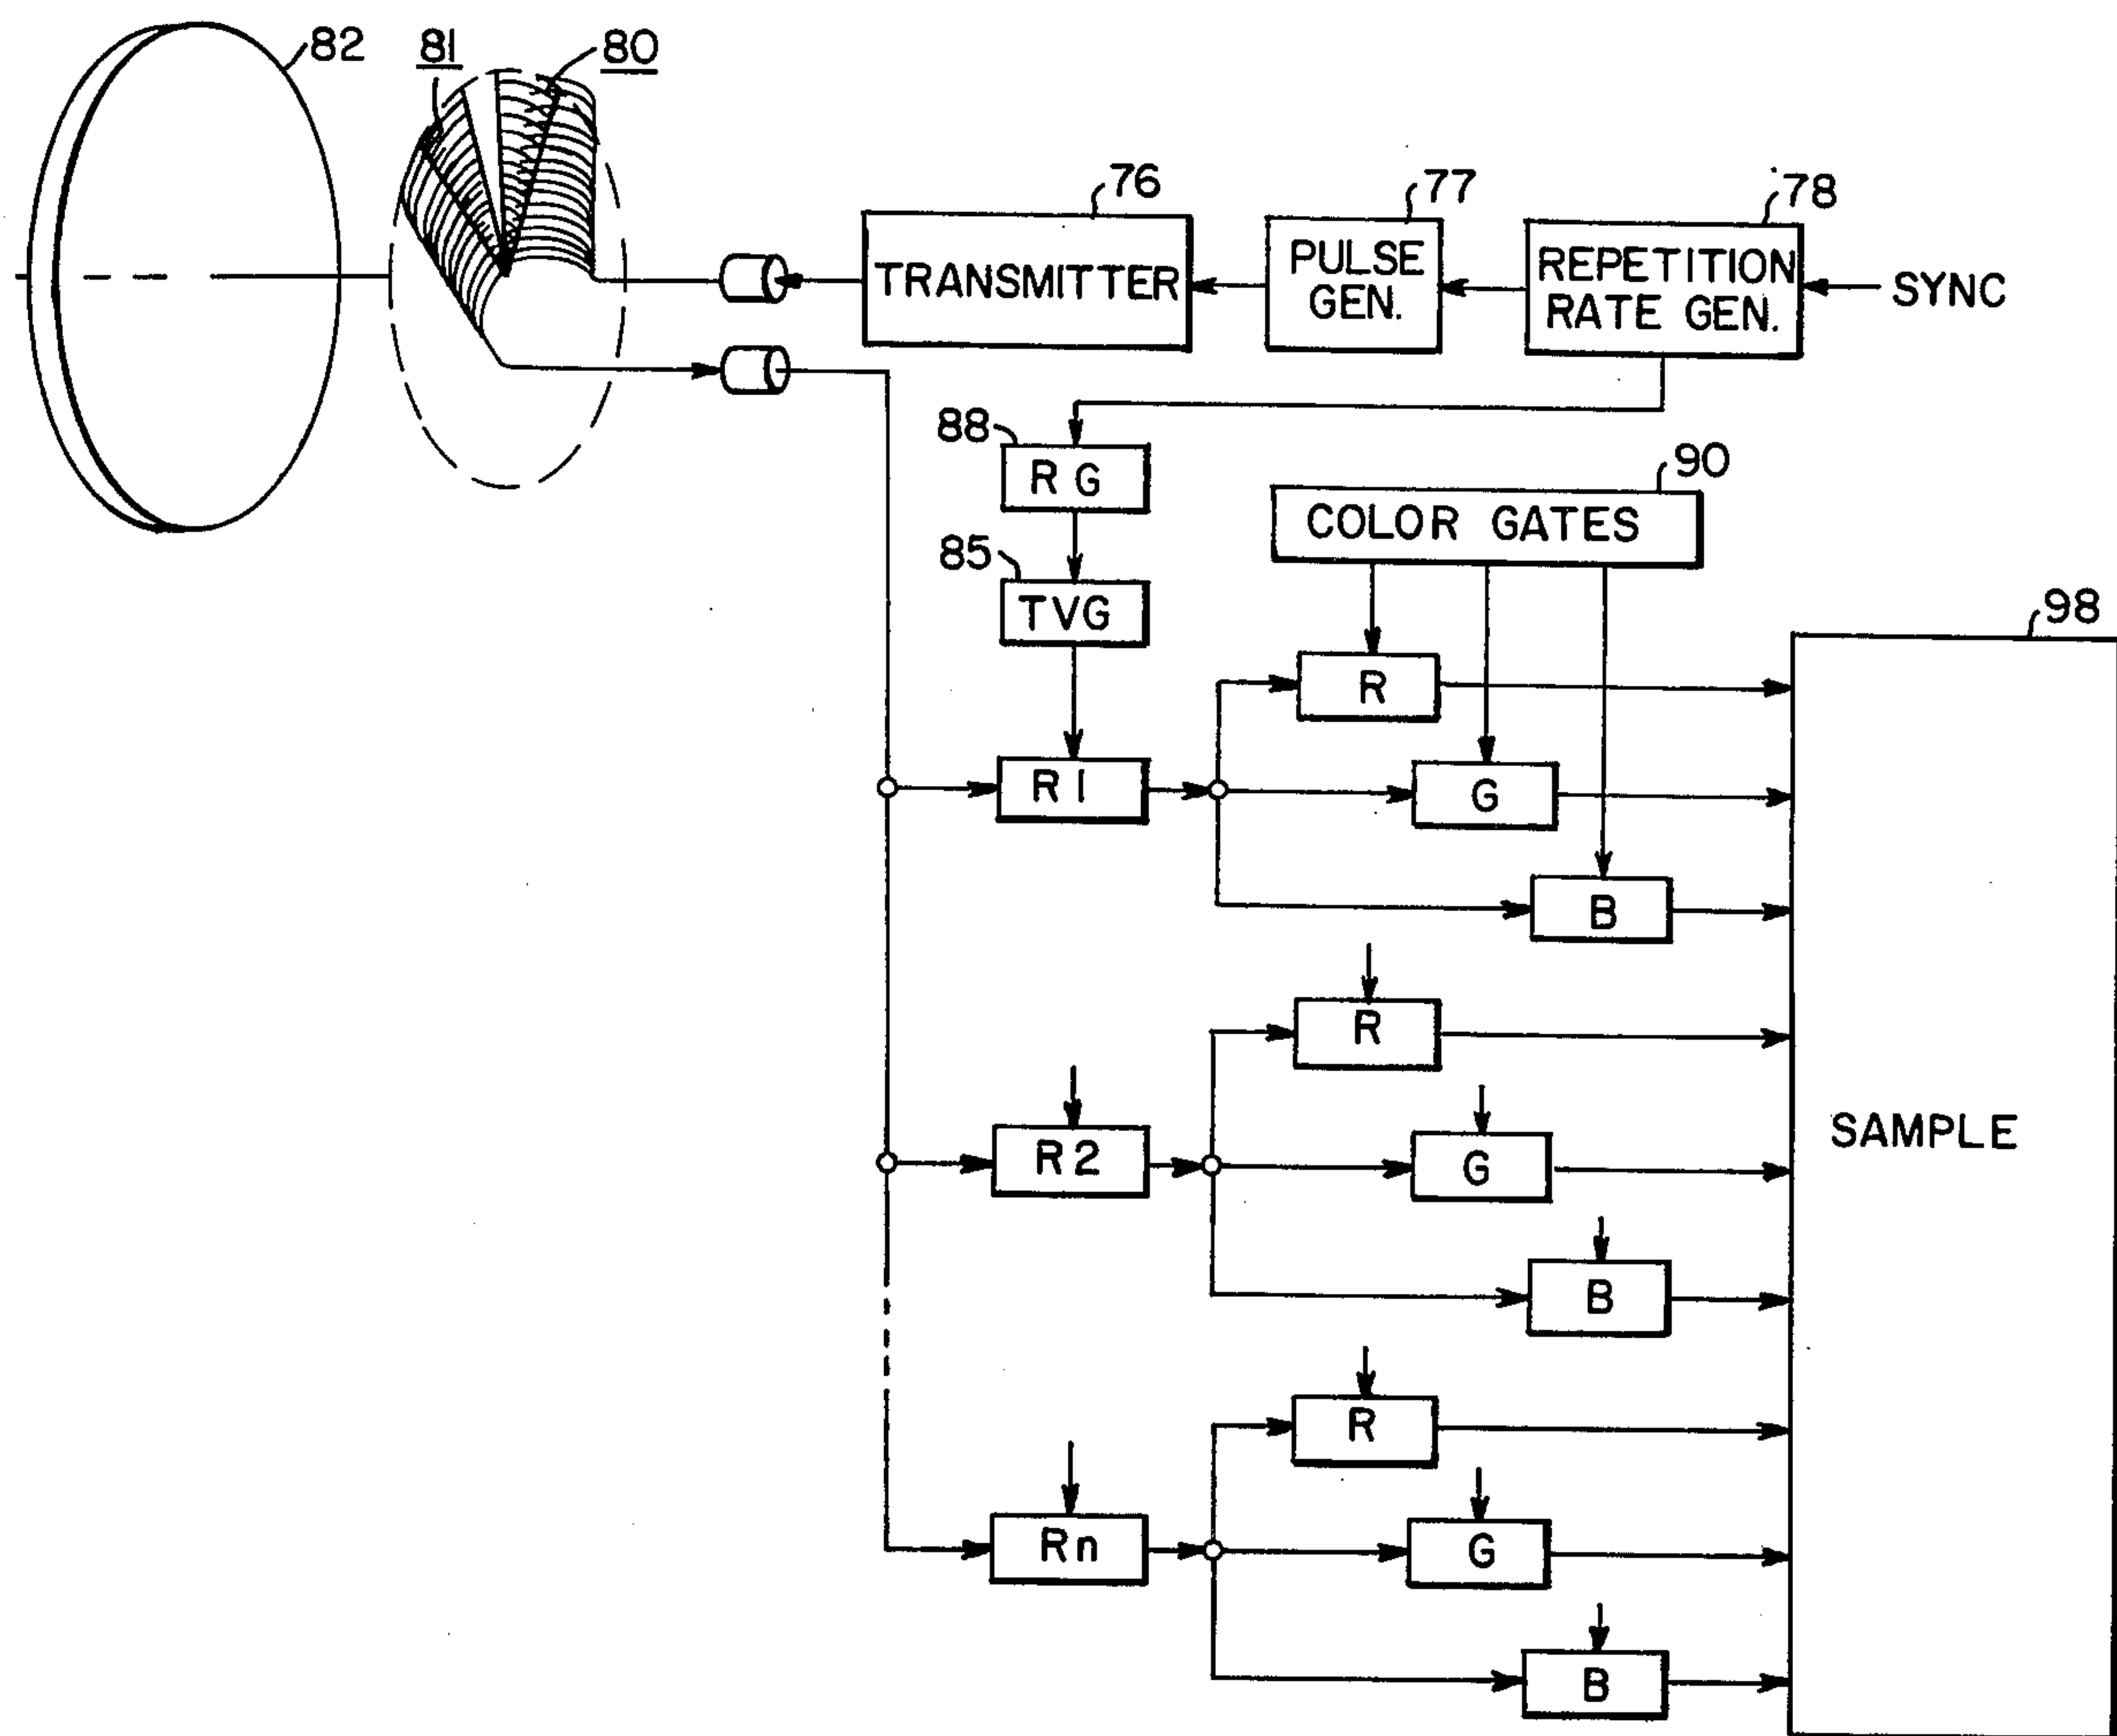 82
81
80
76
77
78
TRANSMITTER
PULSE
GEN.
REPETITION
RATE GEN.
SYNC
88
RG
90
COLOR GATES
85
TVG
98
R
R1
G
B
R
SAMPLE
R2
G
B
R
Rn
G
B